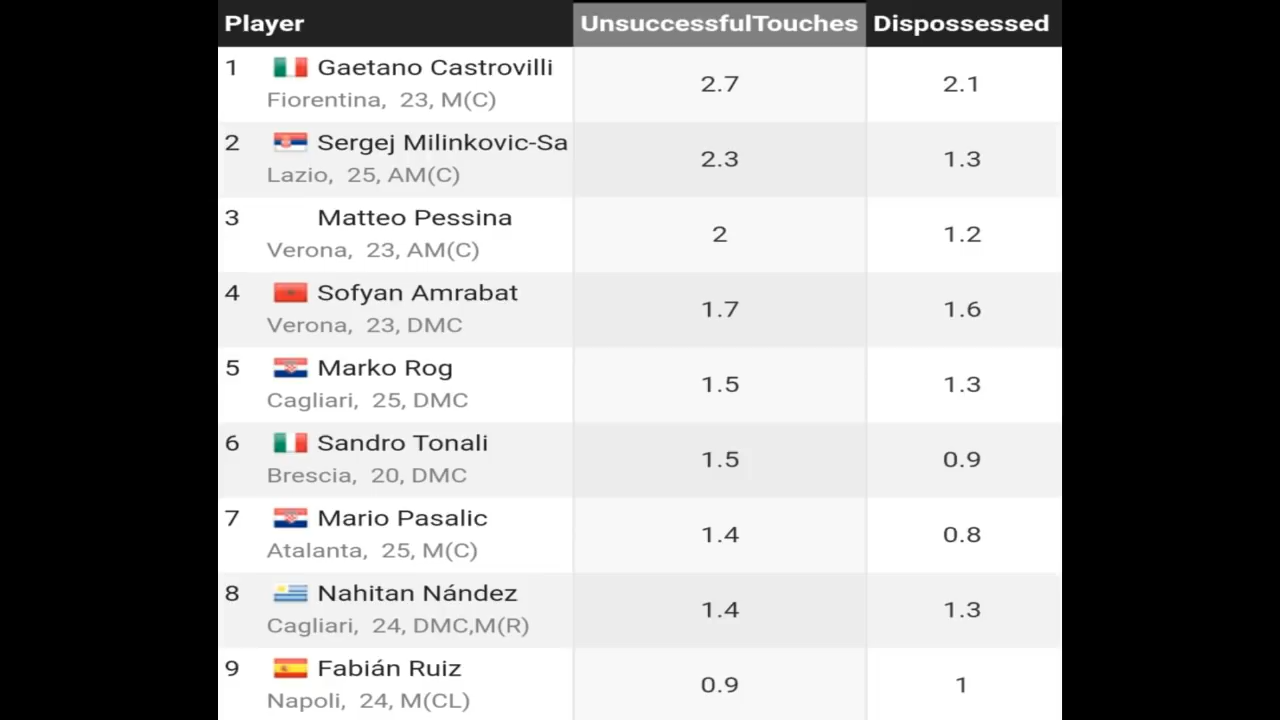 Player UnsuccessfulTouches Dispossessed
1 Gaetano Castrovilli 2.7 2.1
Fiorentina, 23, M(C)
2 Sergej Milinkovic-Sa 2.3 1.3
Lazio, 25, AM(C)
3 Matteo Pessina 2 1.2
Verona, 23, AM(C)
4 Sofyan Amrabat 1.7 1.6
Verona, 23, DMC
5 Marko Rog 1.5 1.3
Cagliari, 25, DMC
6 Sandro Tonali 1.5 0.9
Brescia, 20, DMC
7 Mario Pasalic 1.4 0.8
Atalanta, 25, M(C)
8 Nahitan Nández 1.4 1.3
Cagliari, 24, DMC,M(R)
9 Fabián Ruiz 0.9 1
Napoli, 24, M(CL)